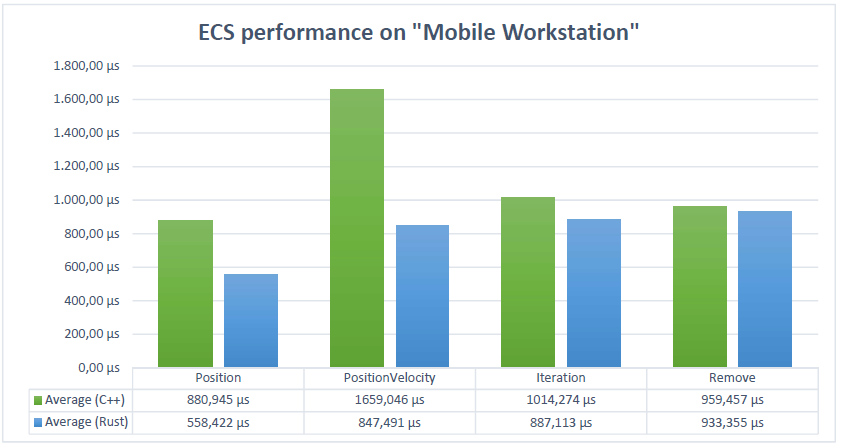 ECS performance on "Mobile Workstation"
1.800,00 µs
1.600,00 µs
1.400,00 µs
1.200,00 µs
1.000,00 µs
800,00 µs
600,00 µs
400,00 µs
200,00 µs
0,00 µs
Position PositionVelocity Iteration Remove
Average (C++) 880,945 µs 1659,046 µs 1014,274 µs 959,457 µs
Average (Rust) 558,422 µs 847,491 µs 887,113 µs 933,355 µs